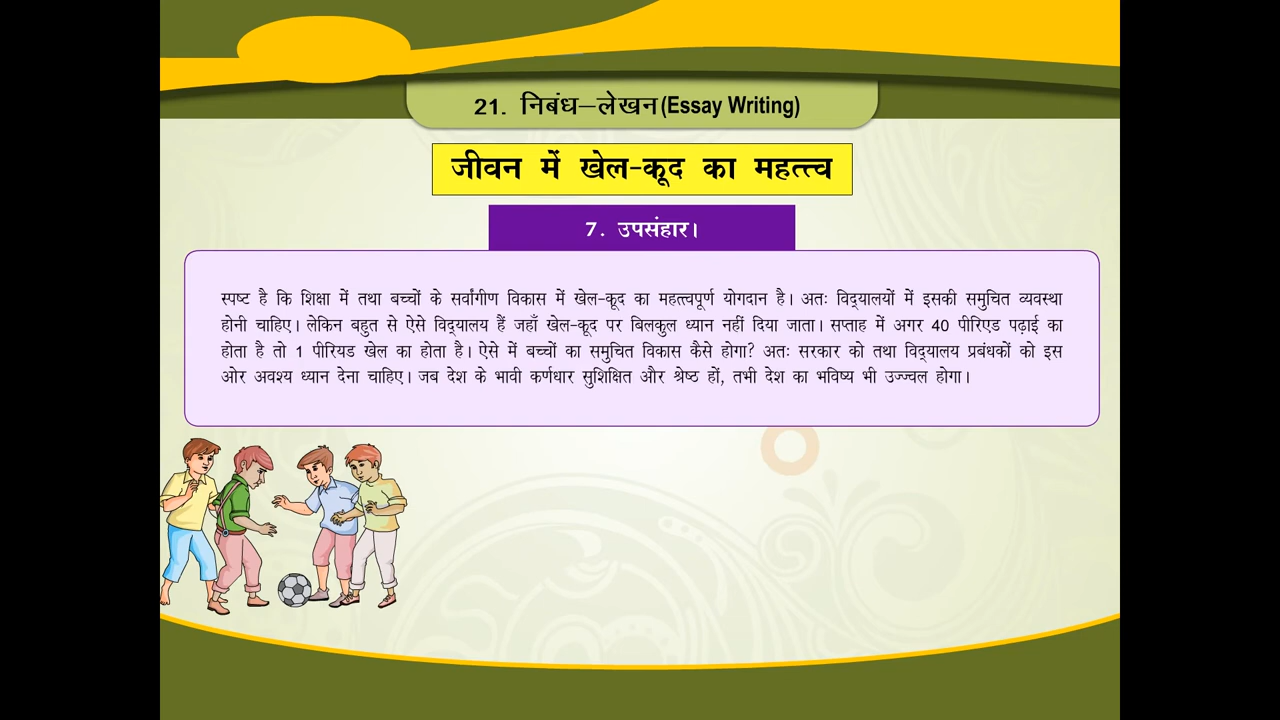 21. निबंध–लेखन(Essay Writing)
जीवन में खेल-कूद का महत्त्व
7. उपसंहार।
स्पष्ट है कि शिक्षा में तथा बच्चों के सर्वांगीण विकास में खेल-कूद का महत्त्वपूर्ण योगदान है। अतः विद्‌यालयों में इसकी समुचित व्यवस्था
होनी चाहिए। लेकिन बहुत से ऐसे विद्‌यालय हैं जहाँ खेल-कूद पर बिलकुल ध्यान नहीं दिया जाता। सप्ताह में अगर 40 पीरिएड पढ़ाई का
होता है तो 1 पीरियड खेल का होता है। ऐसे में बच्चों का समुचित विकास कैसे होगा? अतः सरकार को तथा विद्‌यालय प्रबंधकों को इस
ओर अवश्य ध्यान देना चाहिए। जब देश के भावी कर्णधार सुशिक्षित और श्रेष्ठ हों, तभी देश का भविष्य भी उज्ज्वल होगा।